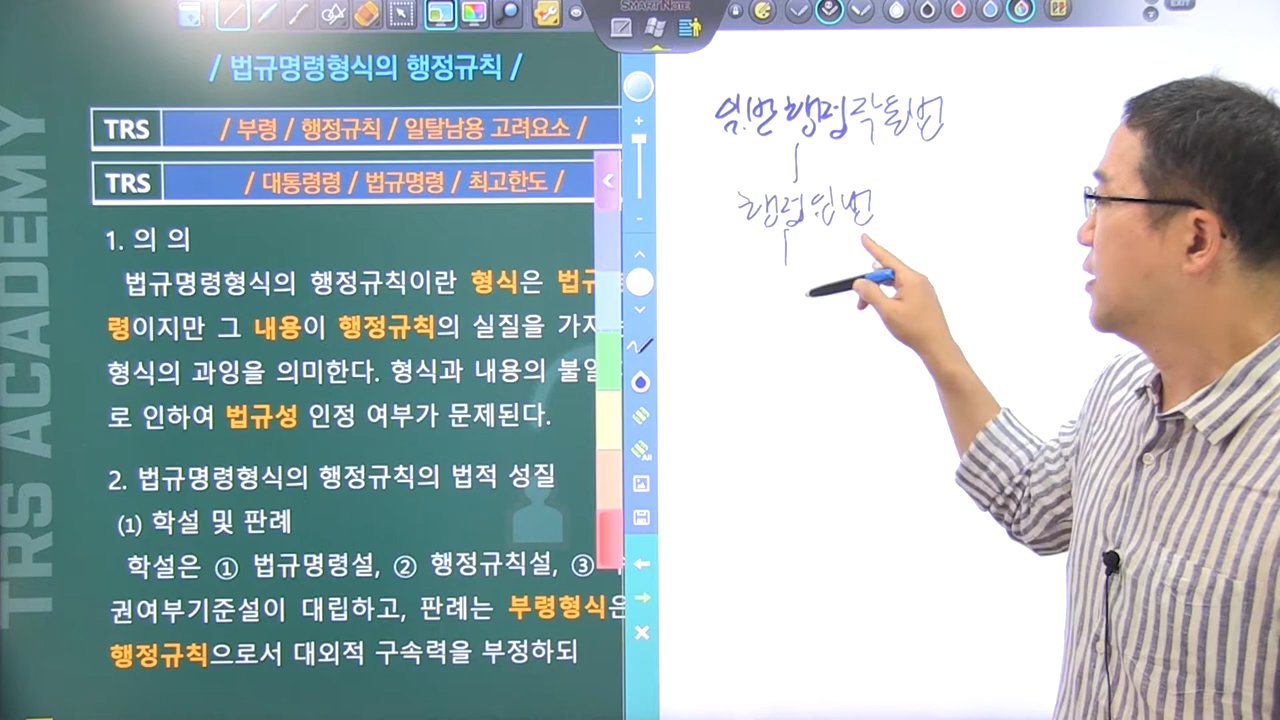 SMART NOTE
EXIT
/ 법규명령형식의 행정규칙 /
TRS / 부령 / 행정규칙 / 일탈남용 고려요소 /
TRS / 대통령령 / 법규명령 / 최고한도 /
1. 의 의
법규명령형식의 행정규칙이란 형식은 법규
령이지만 그 내용이 행정규칙의 실질을 가지
형식의 과잉을 의미한다. 형식과 내용의 불일
로 인하여 법규성 인정 여부가 문제된다.
2. 법규명령형식의 행정규칙의 법적 성질
(1) 학설 및 판례
학설은 ① 법규명령설, ② 행정규칙설, ③
권여부기준설이 대립하고, 판례는 부령형식은
행정규칙으로서 대외적 구속력을 부정하되
TRS ACADEMY
All
일반행정작용법
행정입법